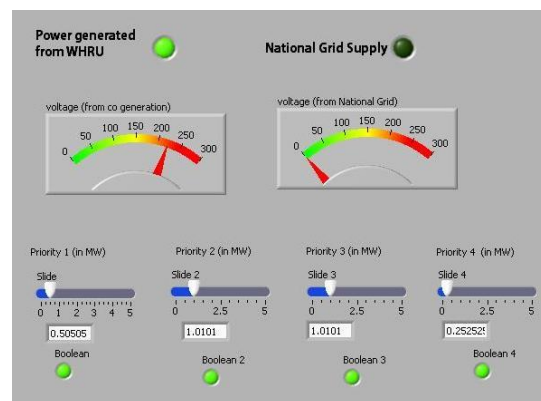 Power generated
from WHRU
National Grid Supply
voltage (from co generation)
0 50 100 150 200 250 300
voltage (from National Grid)
0 50 100 150 200 250 300
Priority 1 (in MW)
Priority 2 (in MW)
Priority 3 (in MW)
Priority 4 (in MW)
Slide
Slide 2
Slide 3
Slide 4
0 1 2 3 4 5
0 2.5 5
0 2.5 5
0 2.5 5
0.50505
1.0101
1.0101
0.252525
Boolean
Boolean 2
Boolean 3
Boolean 4